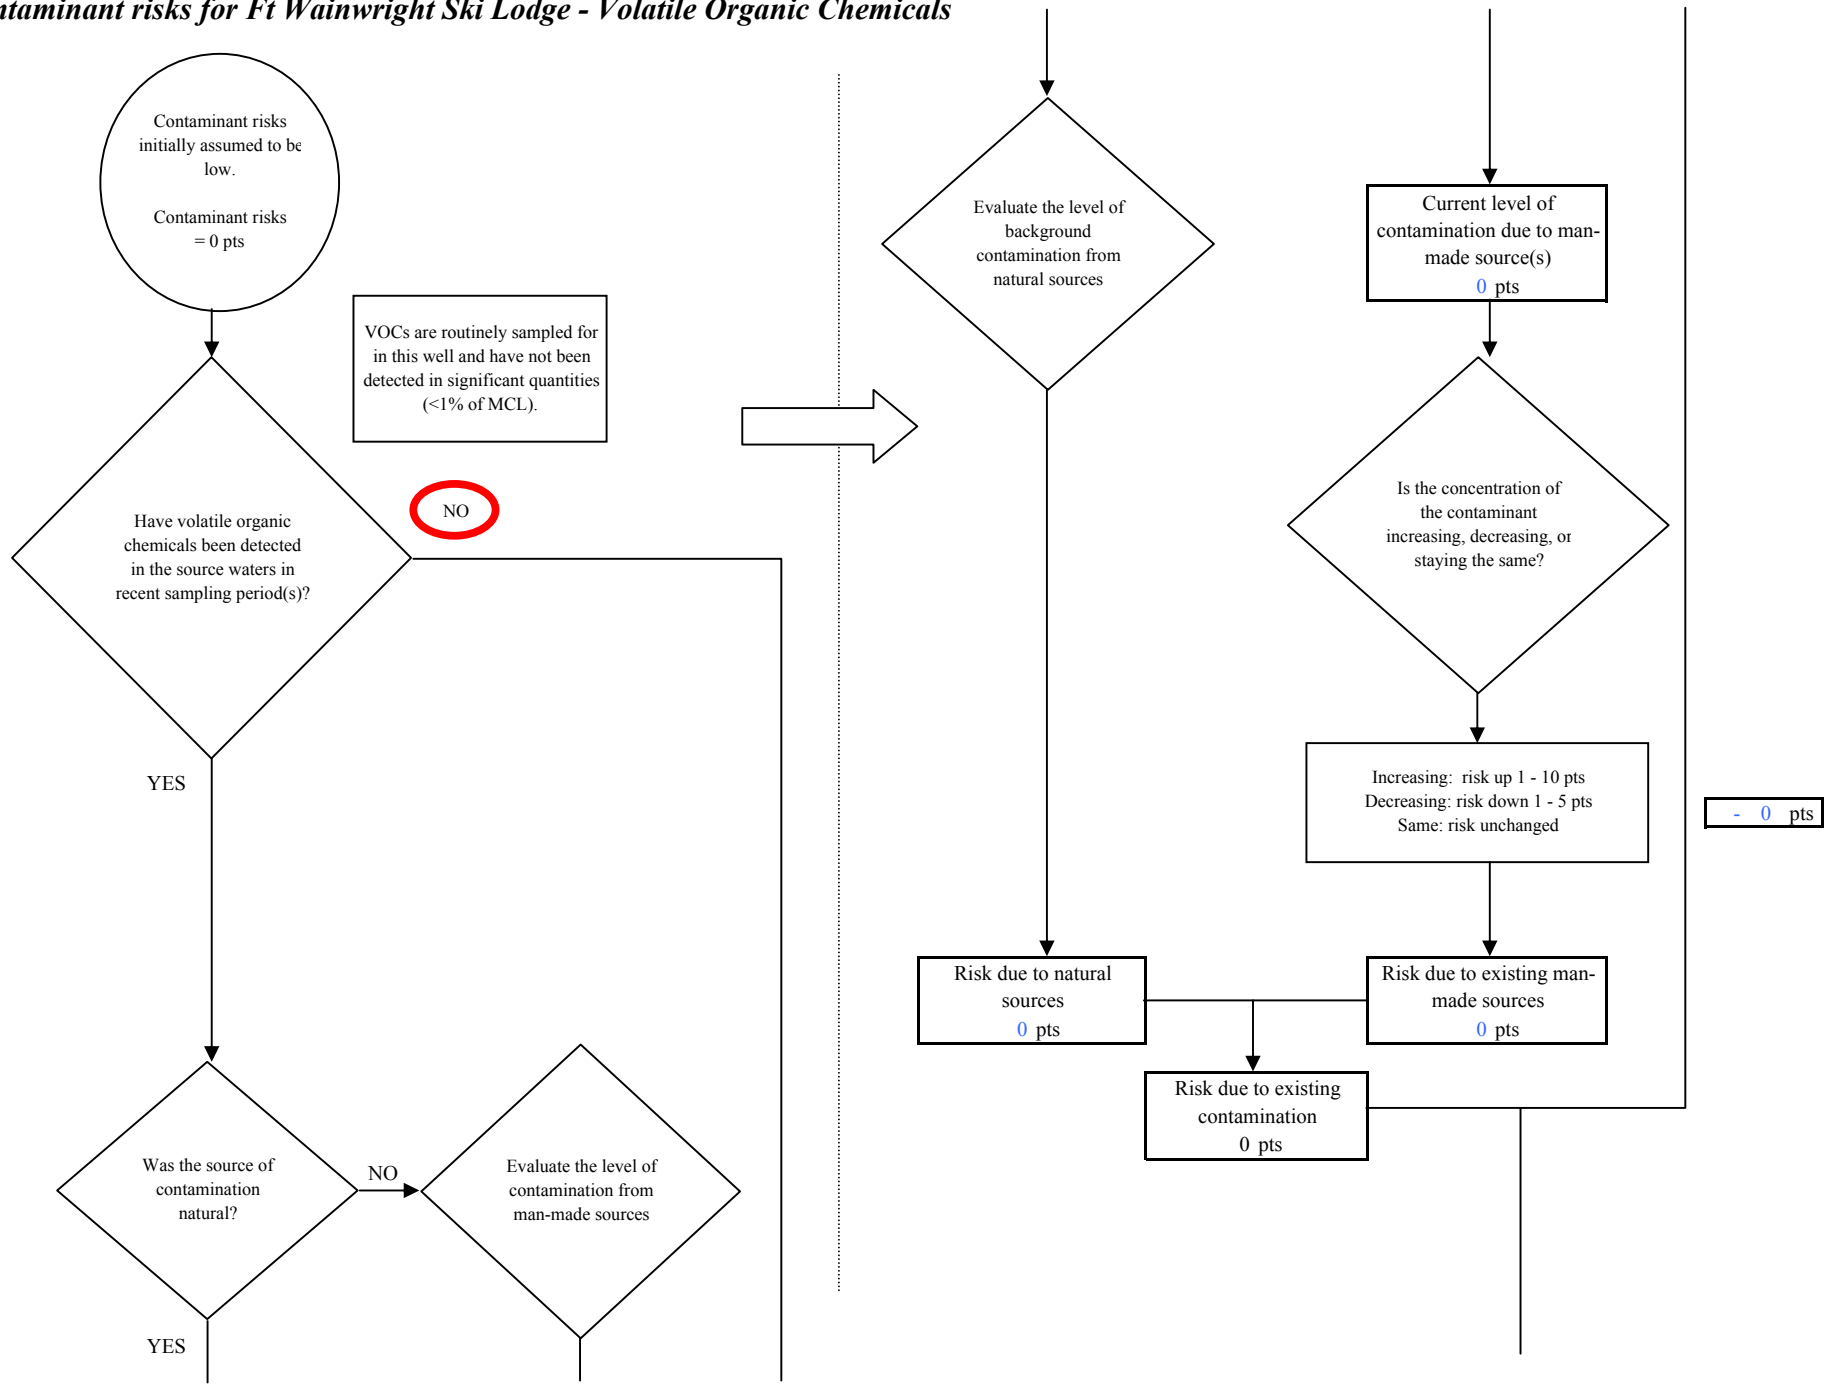 ntaminant risks for Ft Wainwright Ski Lodge - Volatile Organic Chemicals
Contaminant risks
initially assumed to be
low.
Contaminant risks
= 0 pts
VOCs are routinely sampled for
in this well and have not been
detected in significant quantities
(<1% of MCL).
NO
Have volatile organic
chemicals been detected
in the source waters in
recent sampling period(s)?
YES
Was the source of
contamination
natural?
NO
Evaluate the level of
contamination from
man-made sources
YES
Evaluate the level of
background
contamination from
natural sources
Current level of
contamination due to man-
made source(s)
0 pts
Is the concentration of
the contaminant
increasing, decreasing, or
staying the same?
Increasing: risk up 1 - 10 pts
Decreasing: risk down 1 - 5 pts
Same: risk unchanged
- 0 pts
Risk due to natural
sources
0 pts
Risk due to existing man-
made sources
0 pts
Risk due to existing
contamination
0 pts